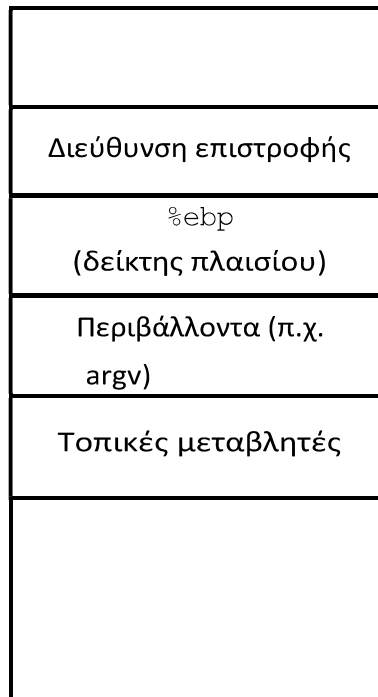 Διεύθυνση επιστροφής
%ebp
(δείκτης πλαισίου)
Περιβάλλοντα (π.χ.
argv)
Τοπικές μεταβλητές